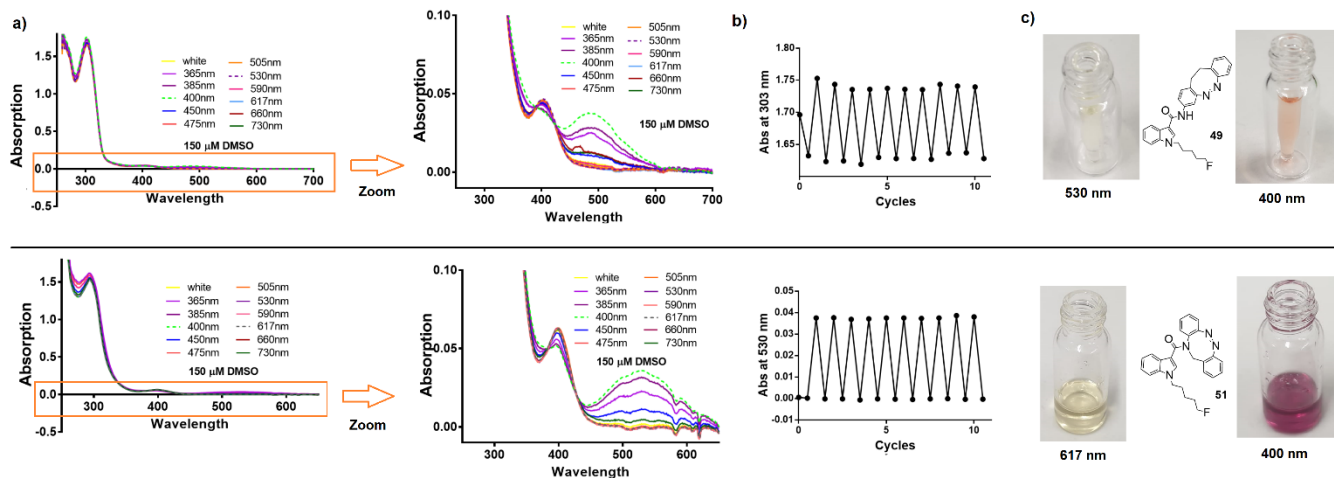 a)
Absorption
1.5
1.0
0.5
0.0
-0.5
300
400
500
600
700
Wavelength
white
365nm
385nm
400nm
450nm
475nm
505nm
530nm
590nm
617nm
660nm
730nm
150 μM DMSO
Zoom
Absorption
0.10
0.05
0.00
300
400
500
600
700
Wavelength
white
365nm
385nm
400nm
450nm
475nm
505nm
530nm
590nm
617nm
660nm
730nm
150 μM DMSO
b)
Abs at 303 nm
1.80
1.75
1.70
1.65
0
5
10
Cycles
c)
N
N
O
NH
N
F
49
530 nm
400 nm
Absorption
1.5
1.0
0.5
0.0
-0.5
300
400
500
600
Wavelength
white
365nm
385nm
400nm
450nm
475nm
505nm
530nm
590nm
617nm
660nm
730nm
150 μM DMSO
Zoom
Absorption
0.10
0.05
0.00
300
400
500
600
Wavelength
white
365nm
385nm
400nm
450nm
475nm
505nm
530nm
590nm
617nm
660nm
730nm
150 μM DMSO
Abs at 530 nm
0.05
0.04
0.03
0.02
0.01
0.00
-0.01
0
5
10
Cycles
O
N
N
N
N
F
51
617 nm
400 nm